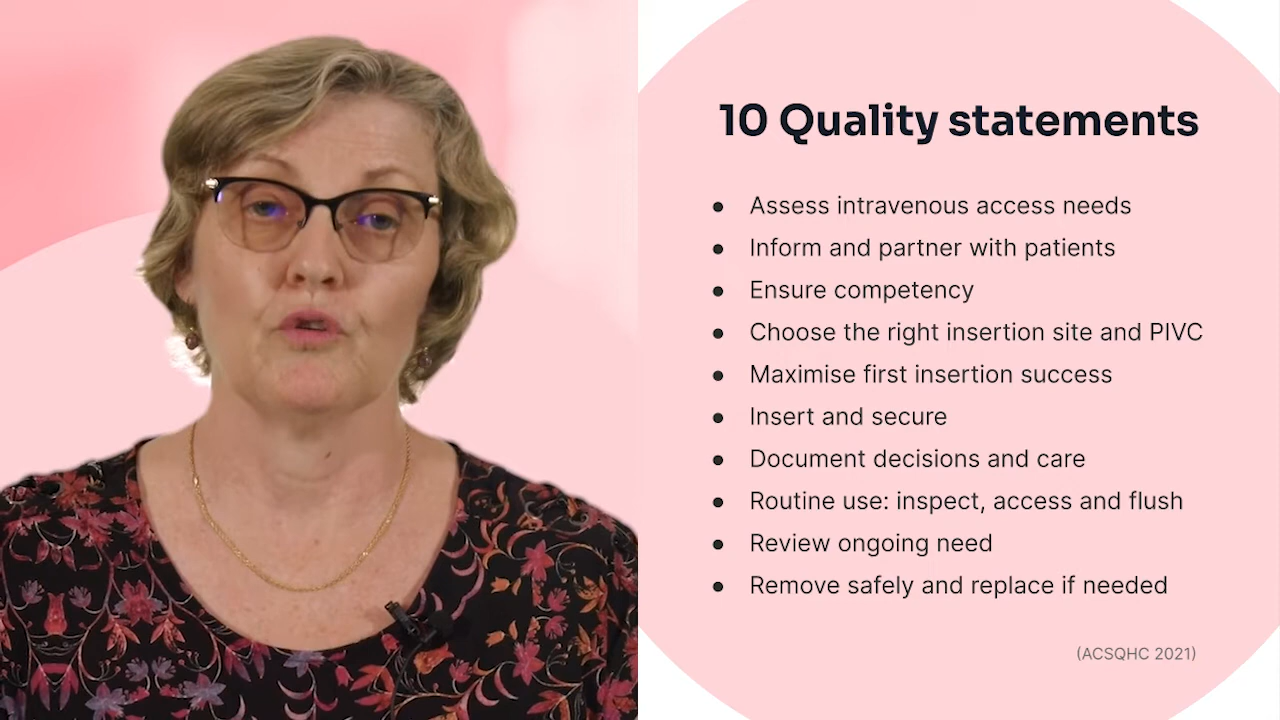 10 Quality statements
● Assess intravenous access needs
● Inform and partner with patients
● Ensure competency
● Choose the right insertion site and PIVC
● Maximise first insertion success
● Insert and secure
● Document decisions and care
● Routine use: inspect, access and flush
● Review ongoing need
● Remove safely and replace if needed
(ACSQHC 2021)